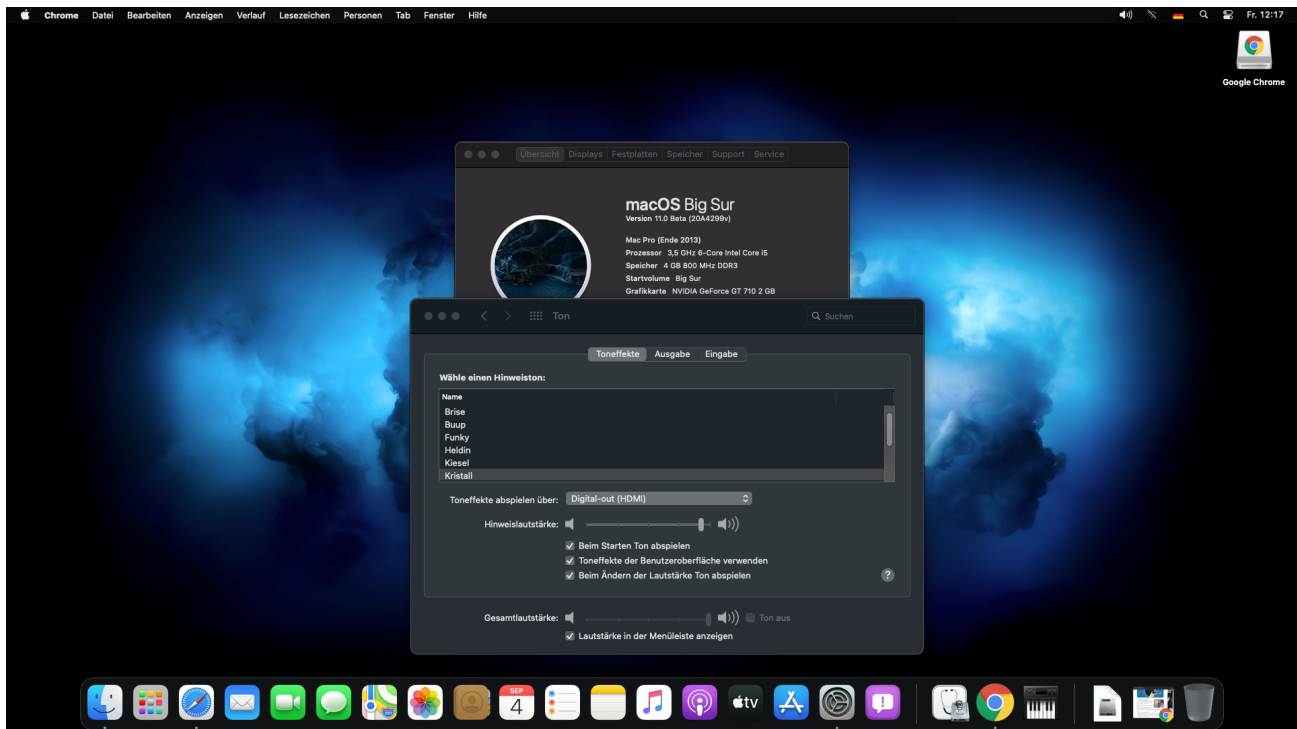 Chrome Datei Bearbeiten Anzeigen Verlauf Lesezeichen Personen Tab Fenster Hilfe Fr. 12:17
Google Chrome
Übersicht Displays Festplatten Speicher Support Service
macOS Big Sur
Version 11.0 Beta (20A4299v)
Mac Pro (Ende 2013)
Prozessor 3,5 GHz 6-Core Intel Core i5
Speicher 4 GB 800 MHz DDR3
Startvolume Big Sur
Grafikkarte NVIDIA GeForce GT 710 2 GB
Ton Suchen
Toneffekte Ausgabe Eingabe
Wähle einen Hinweiston:
Name
Brise
Buup
Funky
Heldin
Kiesel
Kristall
Toneffekte abspielen über: Digital-out (HDMI)
Hinweislautstärke:
Beim Starten Ton abspielen
Toneffekte der Benutzeroberfläche verwenden
Beim Ändern der Lautstärke Ton abspielen ?
Gesamtlautstärke: Ton aus
Lautstärke in der Menüleiste anzeigen
SEP
4
tv